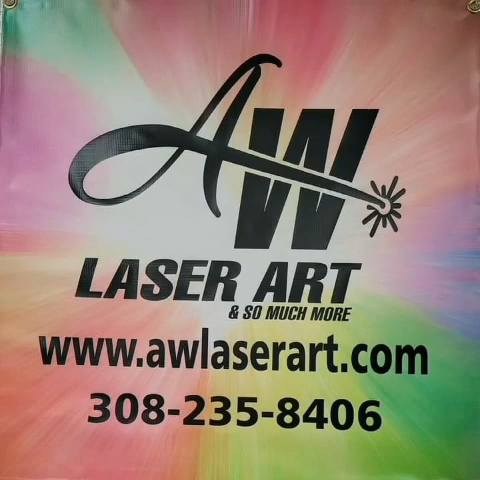 AW
LASER ART
& SO MUCH MORE
www.awlaserart.com
308-235-8406